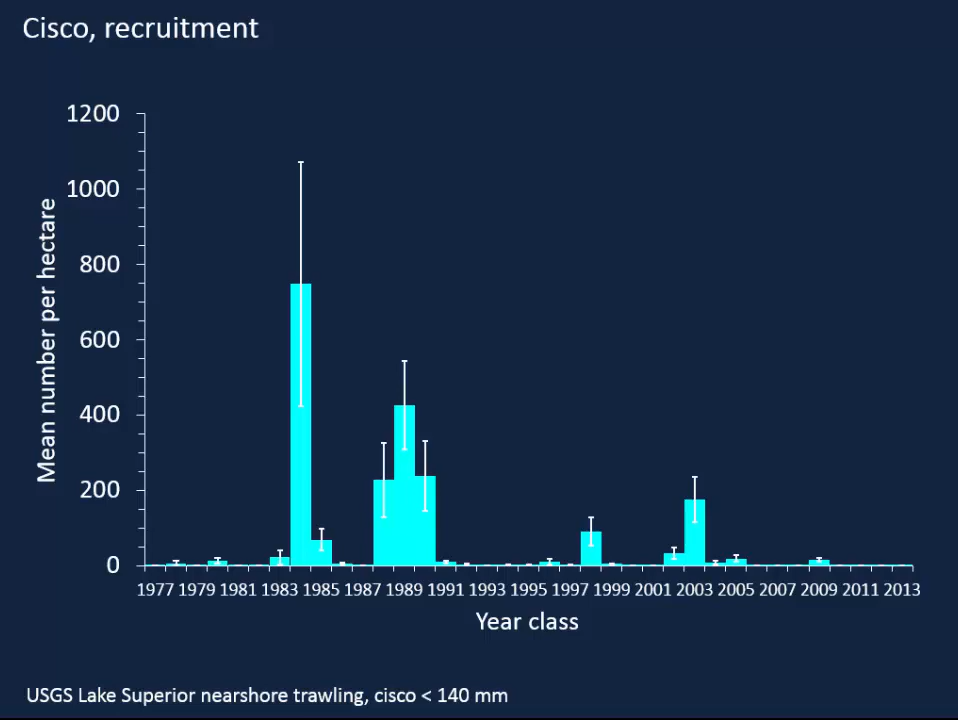 Cisco, recruitment
Mean number per hectare
1200
1000
800
600
400
200
0
1977 1979 1981 1983 1985 1987 1989 1991 1993 1995 1997 1999 2001 2003 2005 2007 2009 2011 2013
Year class
USGS Lake Superior nearshore trawling, cisco < 140 mm